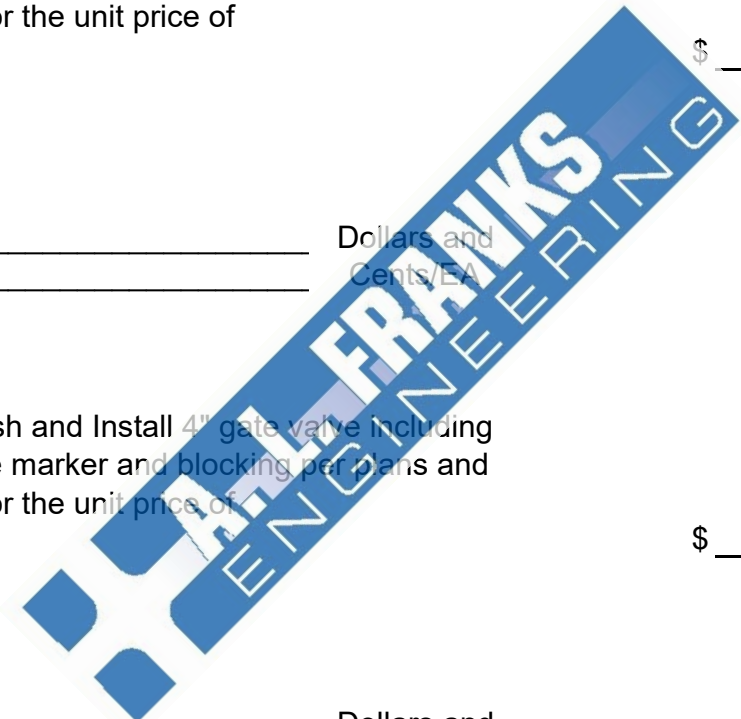 or the unit price of
$
Dollars and
Cents/EA
A.L. FRANKS
ENGINEERING
sh and Install 4" gate valve including
e marker and blocking per plans and
or the unit price of
$
Dollars and